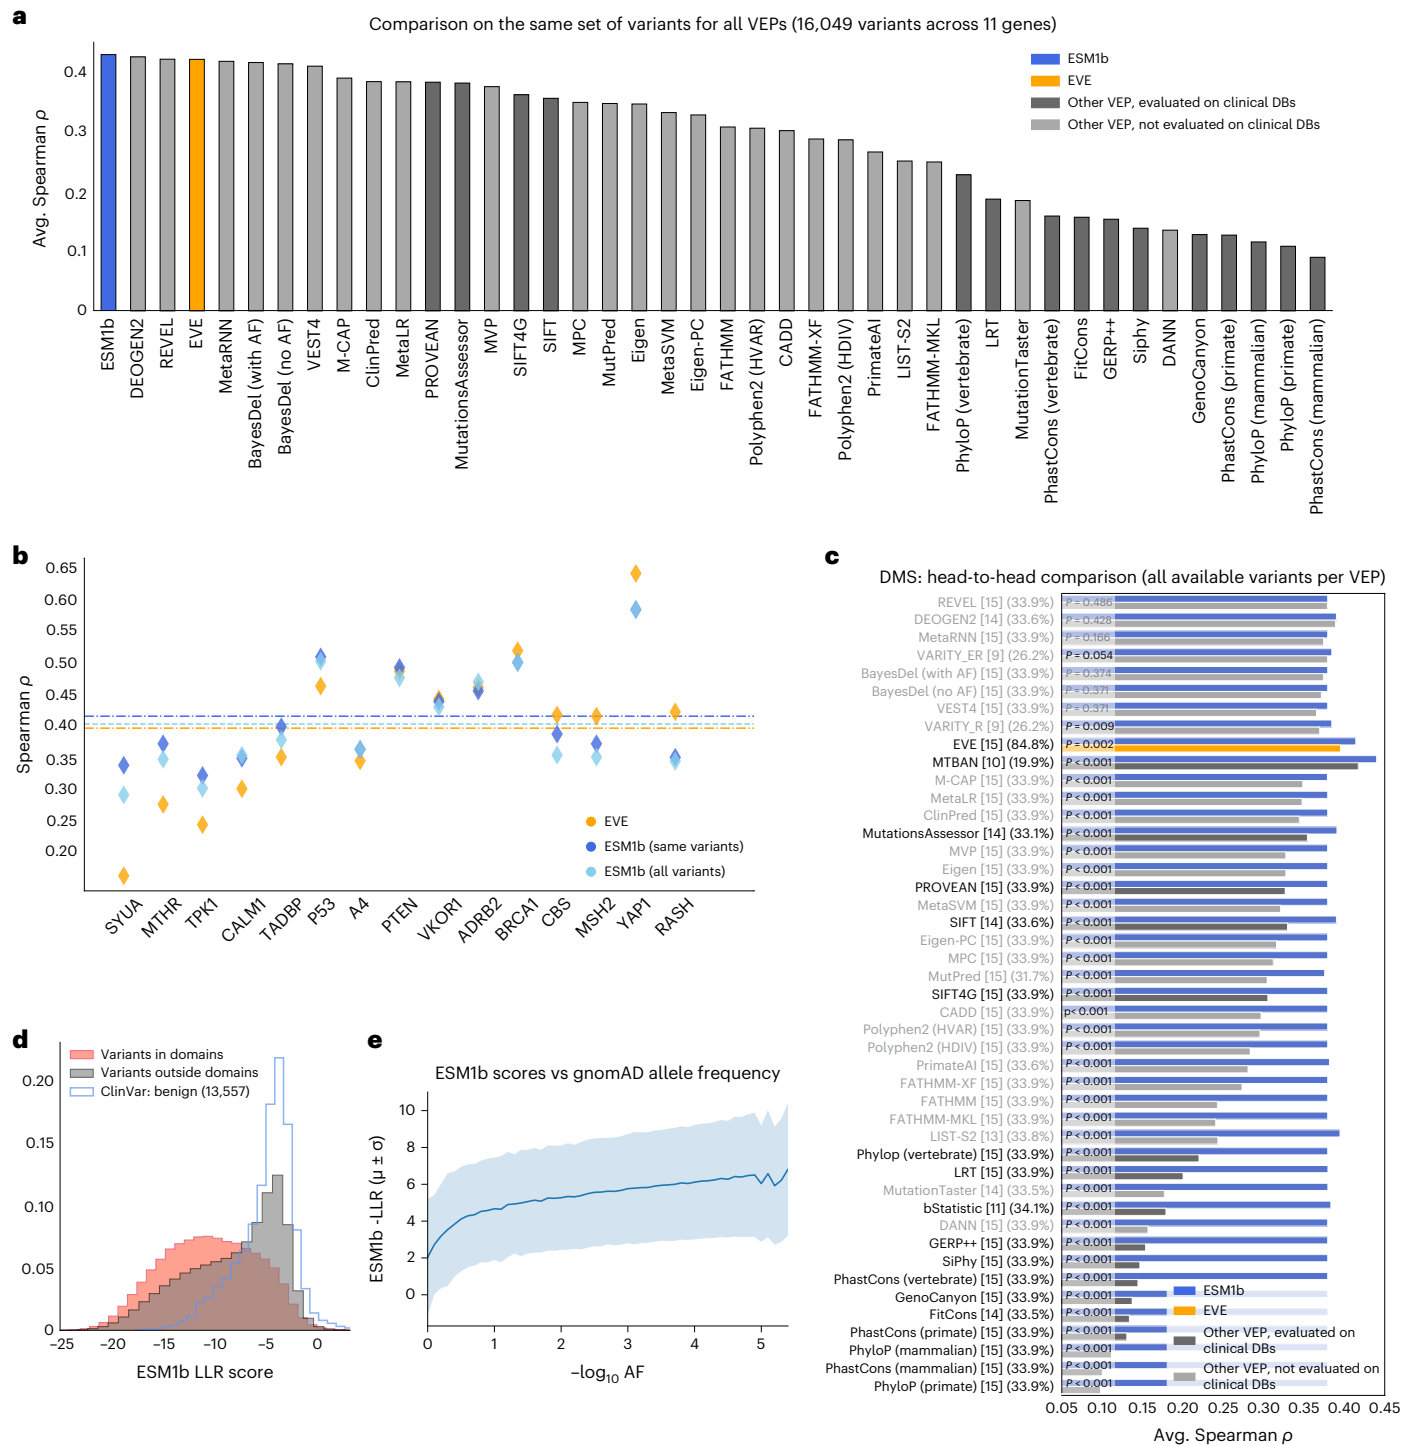 a
Comparison on the same set of variants for all VEPs (16,049 variants across 11 genes)
Avg. Spearman ρ
0.4
0.3
0.2
0.1
0
ESM1b
EVE
Other VEP, evaluated on clinical DBs
Other VEP, not evaluated on clinical DBs
ESM1b
DEOGEN2
REVEL
EVE
MetaRNN
BayesDel (with AF)
BayesDel (no AF)
VEST4
M-CAP
ClinPred
MetaLR
PROVEAN
MutationsAssessor
MVP
SIFT4G
SIFT
MPC
MutPred
Eigen
MetaSVM
Eigen-PC
FATHMM
Polyphen2 (HVAR)
CADD
FATHMM-XF
Polyphen2 (HDIV)
PrimateAI
LIST-S2
FATHMM-MKL
PhyloP (vertebrate)
LRT
MutationTaster
PhastCons (vertebrate)
FitCons
GERP++
Siphy
DANN
GenoCanyon
PhastCons (primate)
PhyloP (mammalian)
PhyloP (primate)
PhastCons (mammalian)
b
Spearman ρ
0.65
0.60
0.55
0.50
0.45
0.40
0.35
0.30
0.25
0.20
EVE
ESM1b (same variants)
ESM1b (all variants)
SYUA
MTHR
TPK1
CALM1
TADBP
P53
A4
PTEN
VKOR1
ADRB2
BRCA1
CBS
MSH2
YAP1
RASH
c
DMS: head-to-head comparison (all available variants per VEP)
REVEL [15] (33.9%) P = 0.486
DEOGEN2 [14] (33.6%) P = 0.428
MetaRNN [15] (33.9%) P = 0.166
VARITY_ER [9] (26.2%) P = 0.054
BayesDel (with AF) [15] (33.9%) P = 0.374
BayesDel (no AF) [15] (33.9%) P = 0.371
VEST4 [15] (33.9%) P = 0.371
VARITY_R [9] (26.2%) P = 0.009
EVE [15] (84.8%) P = 0.002
MTBAN [10] (19.9%) P < 0.001
M-CAP [15] (33.9%) P < 0.001
MetaLR [15] (33.9%) P < 0.001
ClinPred [15] (33.9%) P < 0.001
MutationsAssessor [14] (33.1%) P < 0.001
MVP [15] (33.9%) P < 0.001
Eigen [15] (33.9%) P < 0.001
PROVEAN [15] (33.9%) P < 0.001
MetaSVM [15] (33.9%) P < 0.001
SIFT [14] (33.6%) P < 0.001
Eigen-PC [15] (33.9%) P < 0.001
MPC [15] (33.9%) P < 0.001
MutPred [15] (31.7%) P < 0.001
SIFT4G [15] (33.9%) P < 0.001
CADD [15] (33.9%) p< 0.001
Polyphen2 (HVAR) [15] (33.9%) P < 0.001
Polyphen2 (HDIV) [15] (33.9%) P < 0.001
PrimateAI [15] (33.6%) P < 0.001
FATHMM-XF [15] (33.9%) P < 0.001
FATHMM [15] (33.9%) P < 0.001
FATHMM-MKL [15] (33.9%) P < 0.001
LIST-S2 [13] (33.8%) P < 0.001
Phylop (vertebrate) [15] (33.9%) P < 0.001
LRT [15] (33.9%) P < 0.001
MutationTaster [14] (33.5%) P < 0.001
bStatistic [11] (34.1%) P < 0.001
DANN [15] (33.9%) P < 0.001
GERP++ [15] (33.9%) P < 0.001
SiPhy [15] (33.9%) P < 0.001
PhastCons (vertebrate) [15] (33.9%) P < 0.001
GenoCanyon [15] (33.9%) P < 0.001
FitCons [14] (33.5%) P < 0.001
PhastCons (primate) [15] (33.9%) P < 0.001
PhyloP (mammalian) [15] (33.9%) P < 0.001
PhastCons (mammalian) [15] (33.9%) P < 0.001
PhyloP (primate) [15] (33.9%) P < 0.001
ESM1b
EVE
Other VEP, evaluated on
clinical DBs
Other VEP, not evaluated on
clinical DBs
0.05 0.10 0.15 0.20 0.25 0.30 0.35 0.40 0.45
Avg. Spearman ρ
d
Variants in domains
Variants outside domains
ClinVar: benign (13,557)
0.20
0.15
0.10
0.05
0
−25 −20 −15 −10 −5 0
ESM1b LLR score
e
ESM1b scores vs gnomAD allele frequency
ESM1b -LLR (μ ± σ)
10
8
6
4
2
0
0 1 2 3 4 5
−log10 AF